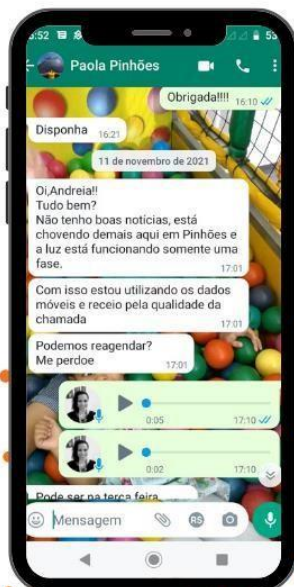 5:52
53
Paola Pinhões
Obrigada!!!! 16:10
Disponha 16:21
11 de novembro de 2021
Oi,Andreia!!
Tudo bem?
Não tenho boas notícias, está
chovendo demais aqui em Pinhões e
a luz está funcionando somente uma
fase.
17:01
Com isso estou utilizando os dados
móveis e receio pela qualidade da
chamada
17:01
Podemos reagendar?
Me perdoe
17:01
0:05 17:10
0:02 17:10
Pode ser na terça feira,
Mensagem
R$